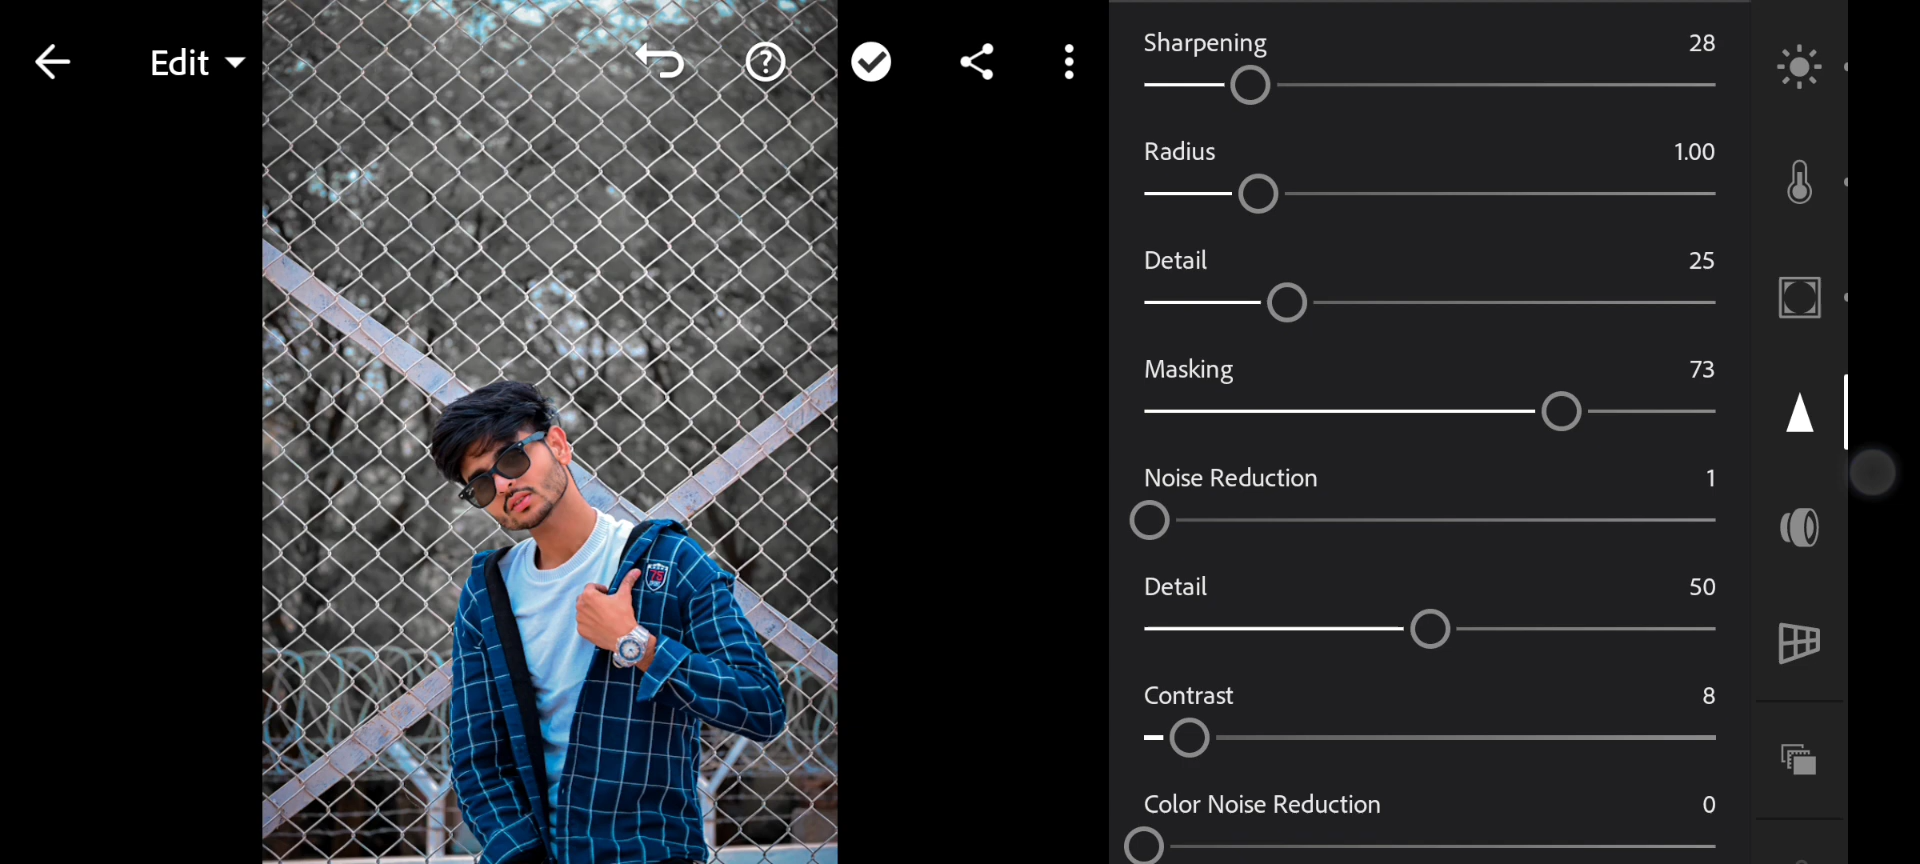 Edit
Sharpening 28
Radius 1.00
Detail 25
Masking 73
Noise Reduction 1
Detail 50
Contrast 8
Color Noise Reduction 0